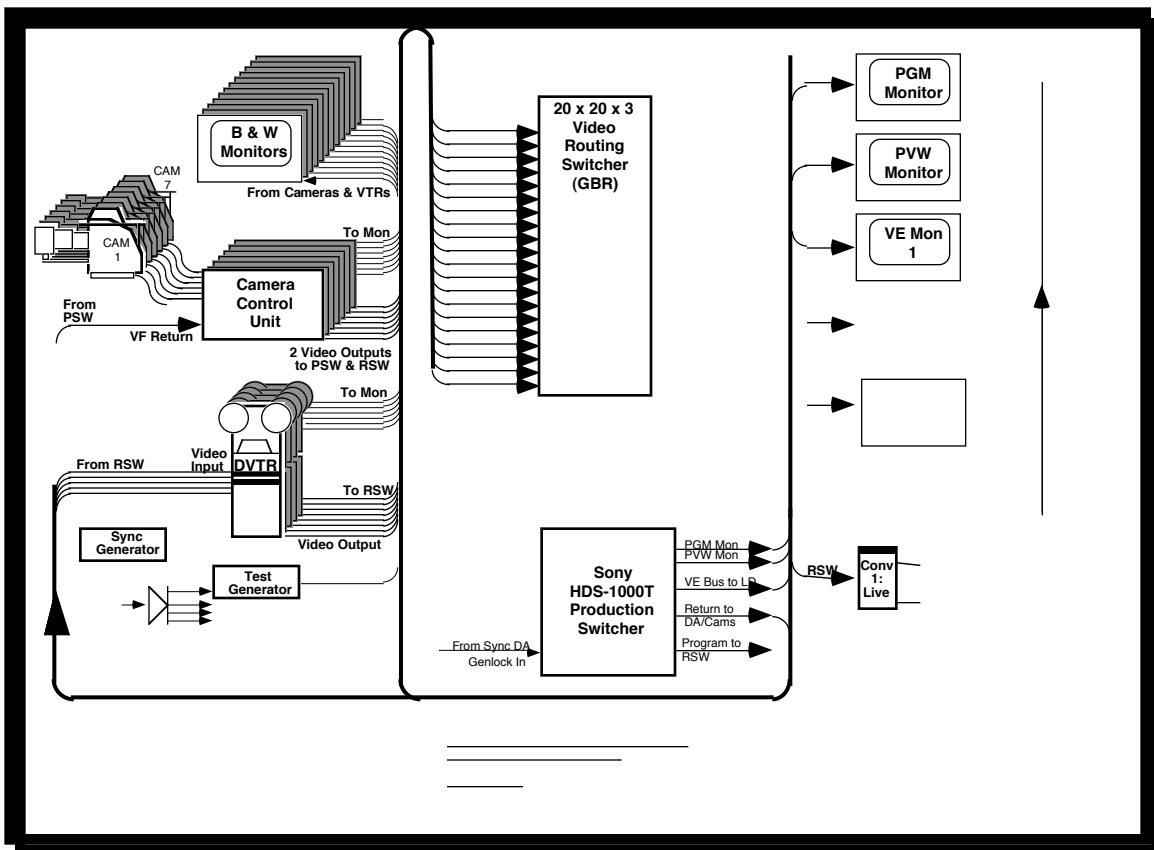 B & W
Monitors
From Cameras & VTRs
CAM
7
CAM
1
To Mon
Camera
Control
Unit
From
PSW
VF Return
2 Video Outputs
to PSW & RSW
To Mon
Video
Input
DVTR
From RSW
To RSW
Video Output
Sync
Generator
Test
Generator
20 x 20 x 3
Video
Routing
Switcher
(GBR)
Sony
HDS-1000T
Production
Switcher
From Sync DA
Genlock In
PGM Mon
PVW Mon
VE Bus to LD
Return to
DA/Cams
Program to
RSW
PGM
Monitor
PVW
Monitor
VE Mon
1
RSW
Conv
1:
Live